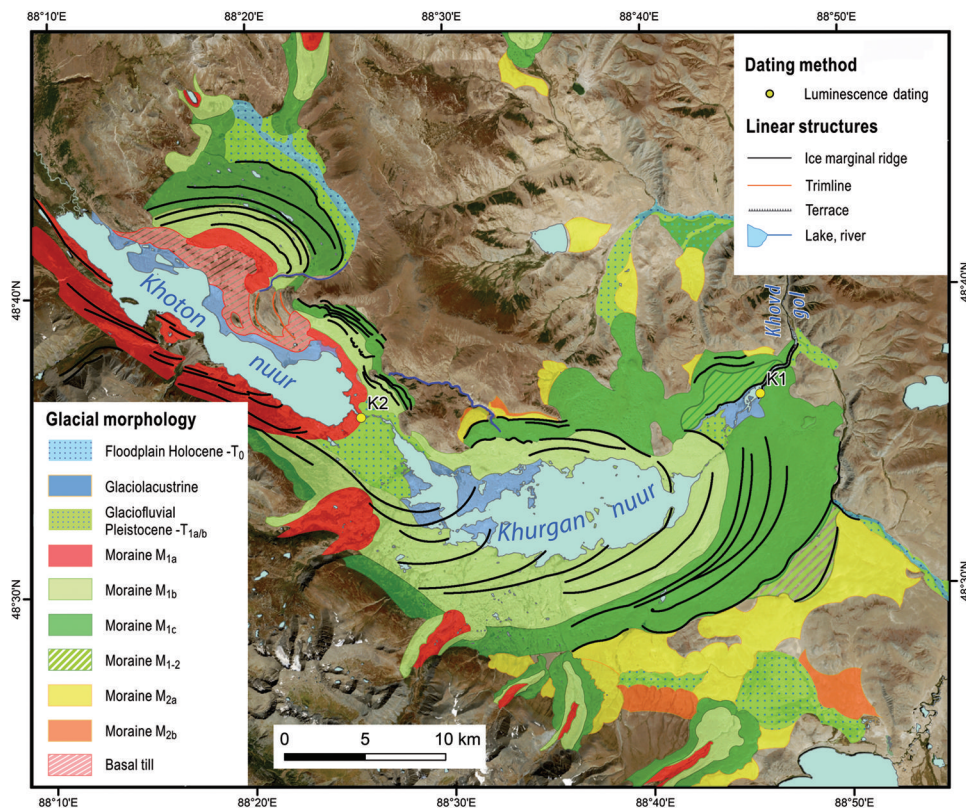 88°10'E
88°20'E
88°30'E
88°40'E
88°50'E
Dating method
Luminescence dating
Linear structures
Ice marginal ridge
Trimline
Terrace
Lake, river
48°40'N
48°40'N
Khoton
nuur
Khovd
gol
K1
K2
Khurgan nuur
48°30'N
48°30'N
Glacial morphology
Floodplain Holocene -T0
Glaciolacustrine
Glaciofluvial
Pleistocene -T1a/b
Moraine M1a
Moraine M1b
Moraine M1c
Moraine M1-2
Moraine M2a
Moraine M2b
Basal till
0 5 10 km
88°10'E
88°20'E
88°30'E
88°40'E
88°50'E